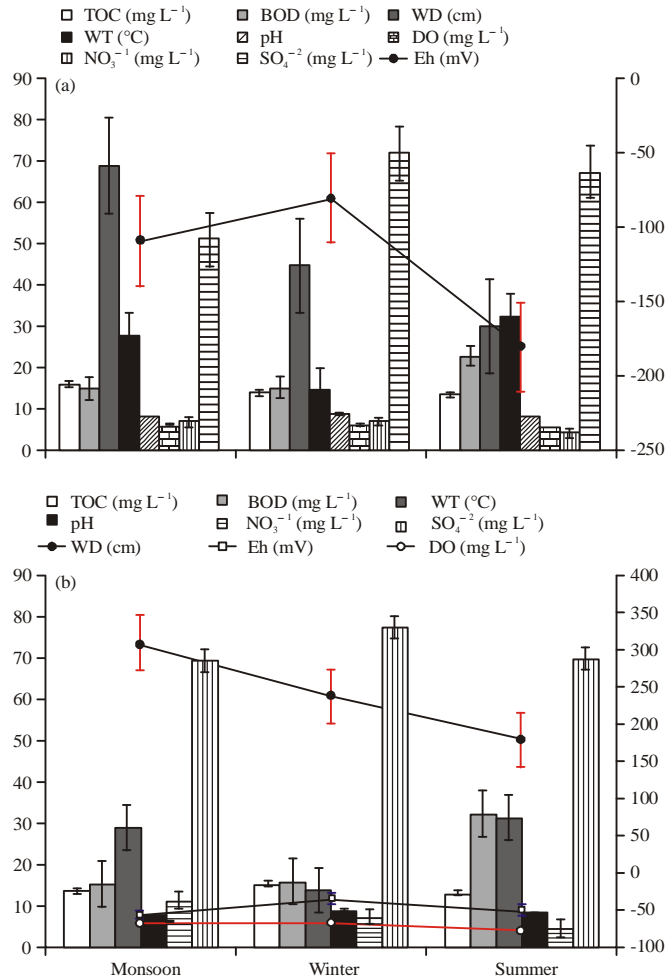 TOC (mg L⁻¹) BOD (mg L⁻¹) WD (cm)
WT (°C) pH DO (mg L⁻¹)
NO₃⁻¹ (mg L⁻¹) SO₄⁻² (mg L⁻¹) Eh (mV)
90 0
(a)
80
70 -50
60
-100
50
40 -150
30
-200
20
10
0 -250
TOC (mg L⁻¹) BOD (mg L⁻¹) WT (°C)
pH NO₃⁻¹ (mg L⁻¹) SO₄⁻² (mg L⁻¹)
WD (cm) Eh (mV) DO (mg L⁻¹)
90 400
(b)
80 350
70 300
60 250
200
50
150
40
100
30
50
20 0
10 -50
0 -100
Monsoon Winter Summer